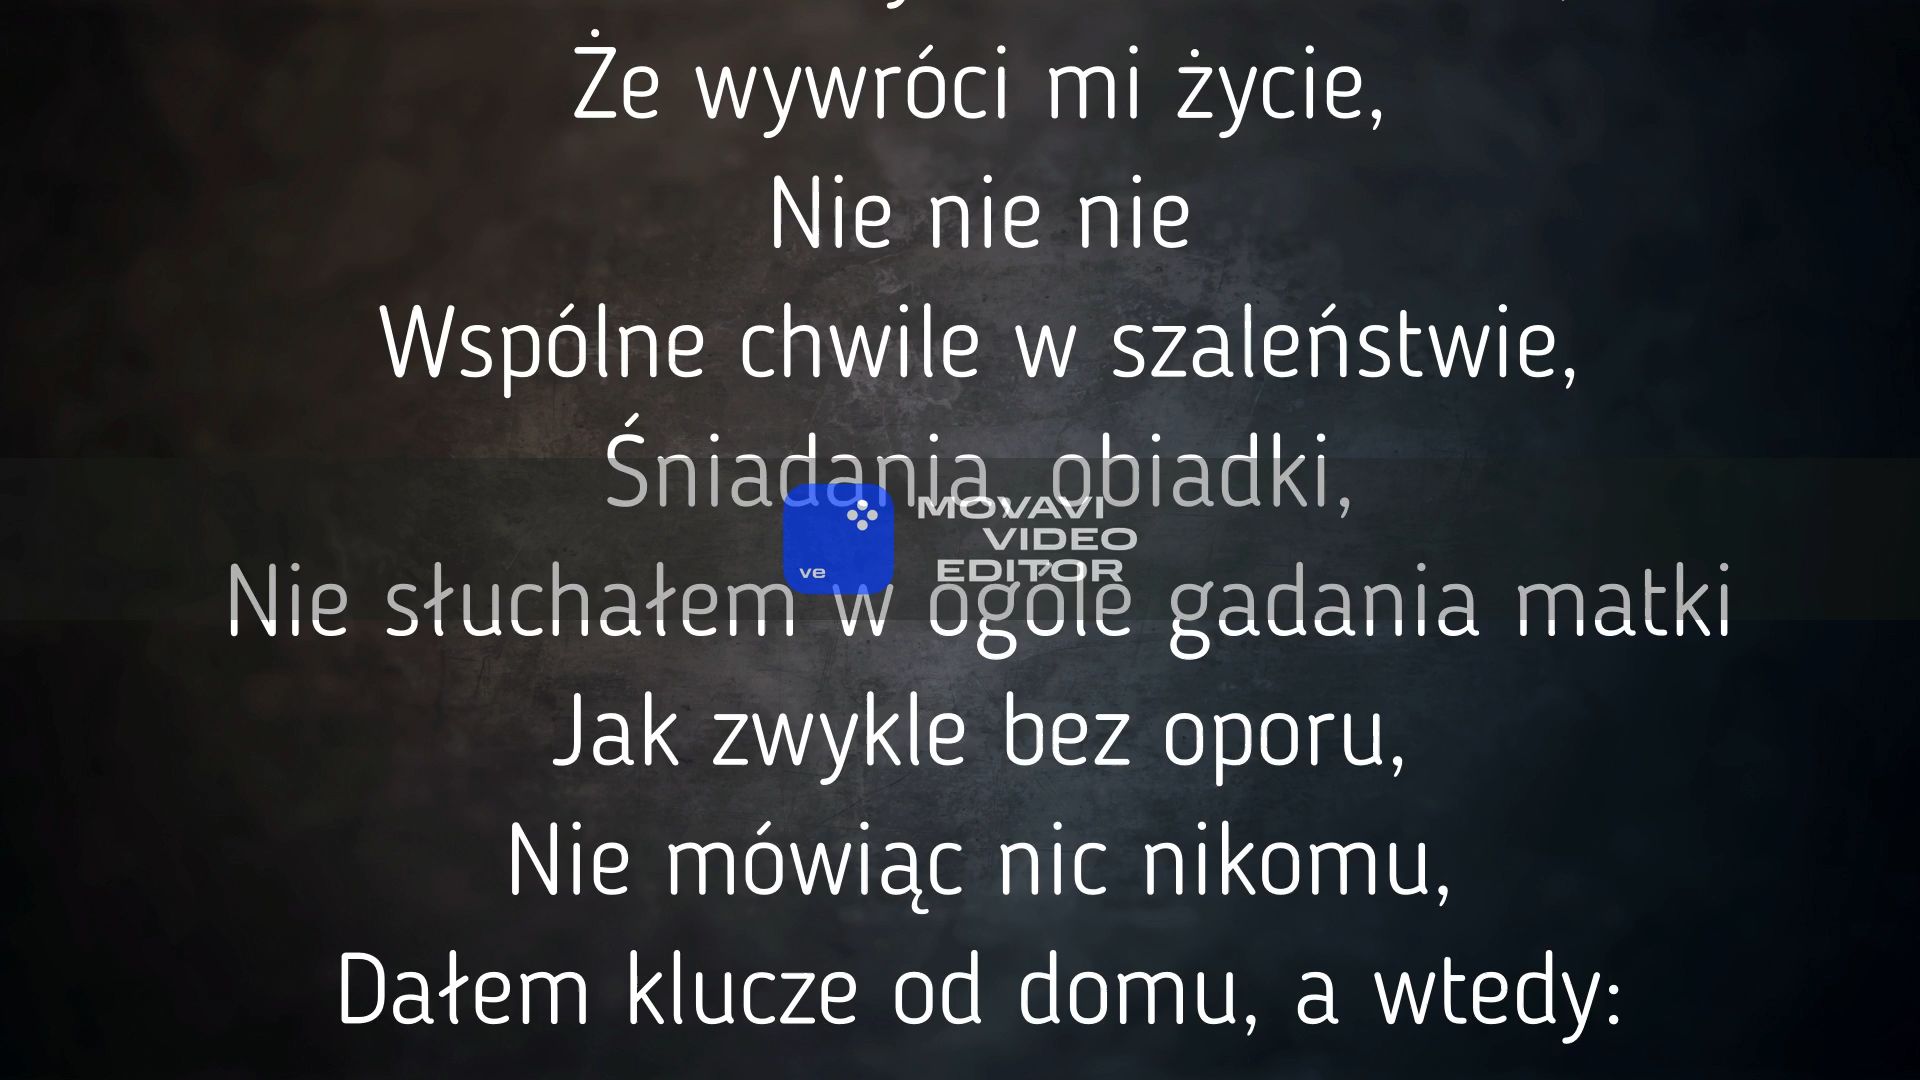 Że wywróci mi życie,
Nie nie nie
Wspólne chwile w szaleństwie,
Śniadania, obiadki,
MOVAVI
VIDEO
EDITOR
ve
Nie słuchałem w ogóle gadania matki
Jak zwykle bez oporu,
Nie mówiąc nic nikomu,
Dałem klucze od domu, a wtedy: